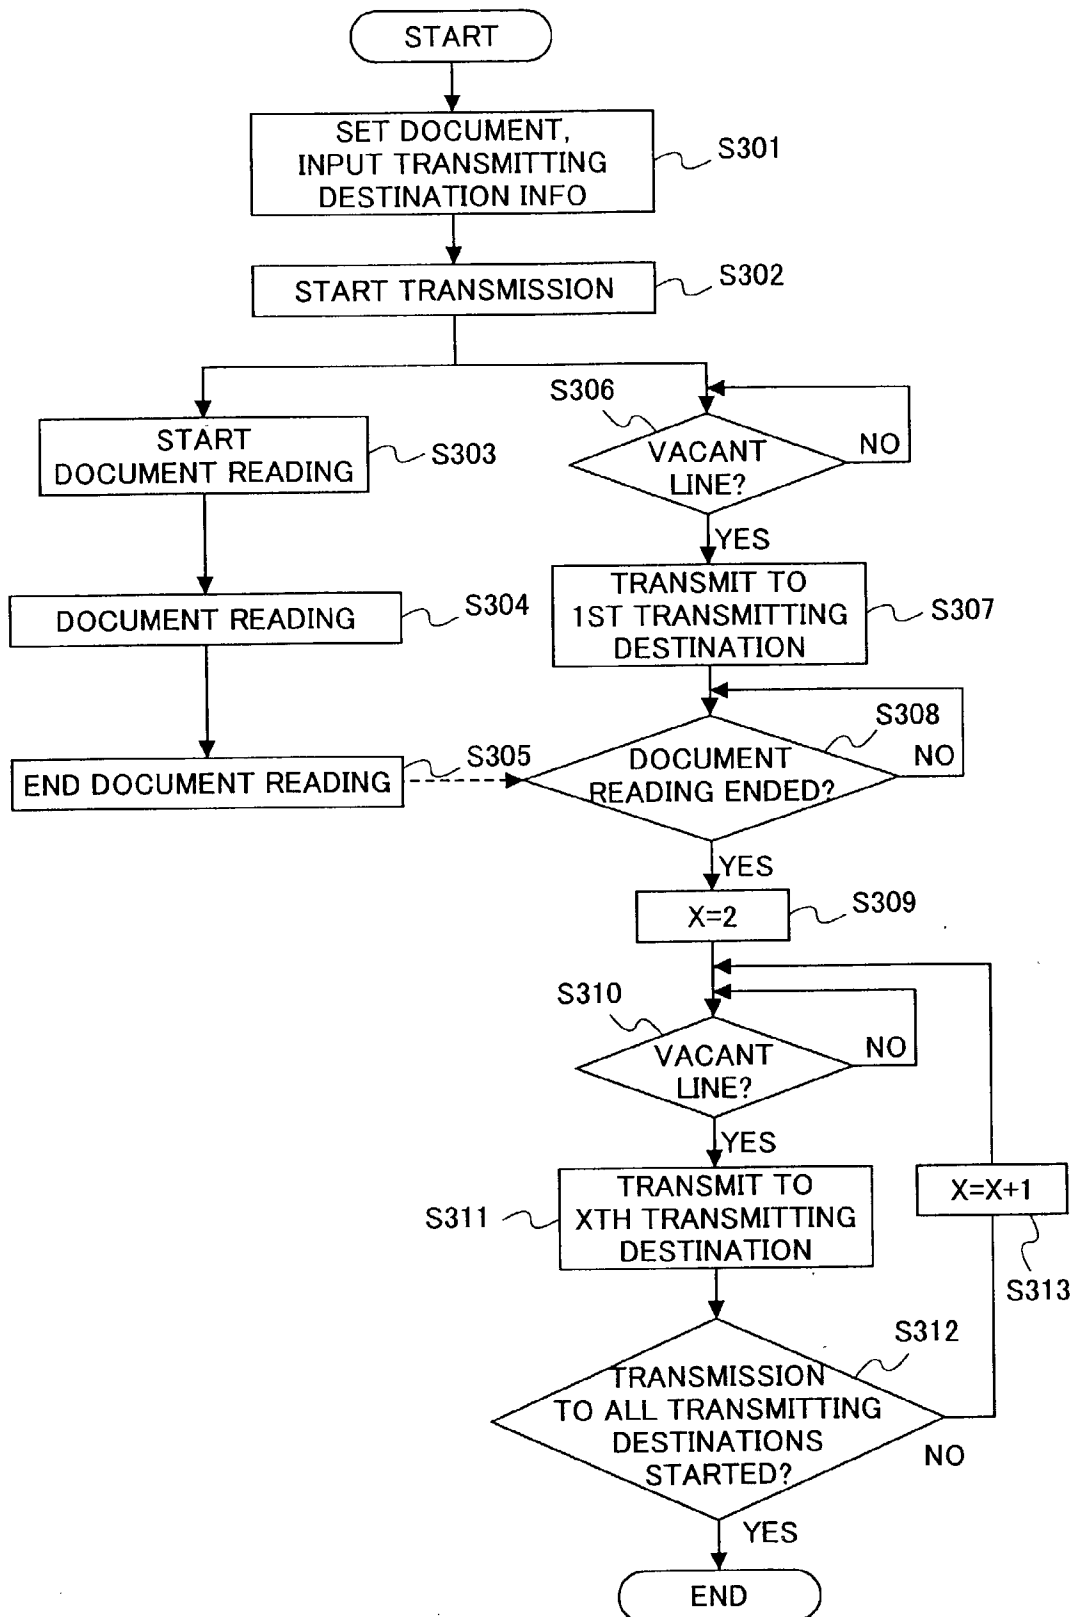 START
SET DOCUMENT,
INPUT TRANSMITTING
DESTINATION INFO
S301
START TRANSMISSION
S302
START
DOCUMENT READING
S303
DOCUMENT READING
S304
END DOCUMENT READING
S305
S306
VACANT
LINE?
NO
YES
TRANSMIT TO
1ST TRANSMITTING
DESTINATION
S307
S308
DOCUMENT
READING ENDED?
NO
YES
X=2
S309
S310
VACANT
LINE?
NO
YES
TRANSMIT TO
XTH TRANSMITTING
DESTINATION
S311
X=X+1
S313
S312
TRANSMISSION
TO ALL TRANSMITTING
DESTINATIONS
STARTED?
NO
YES
END